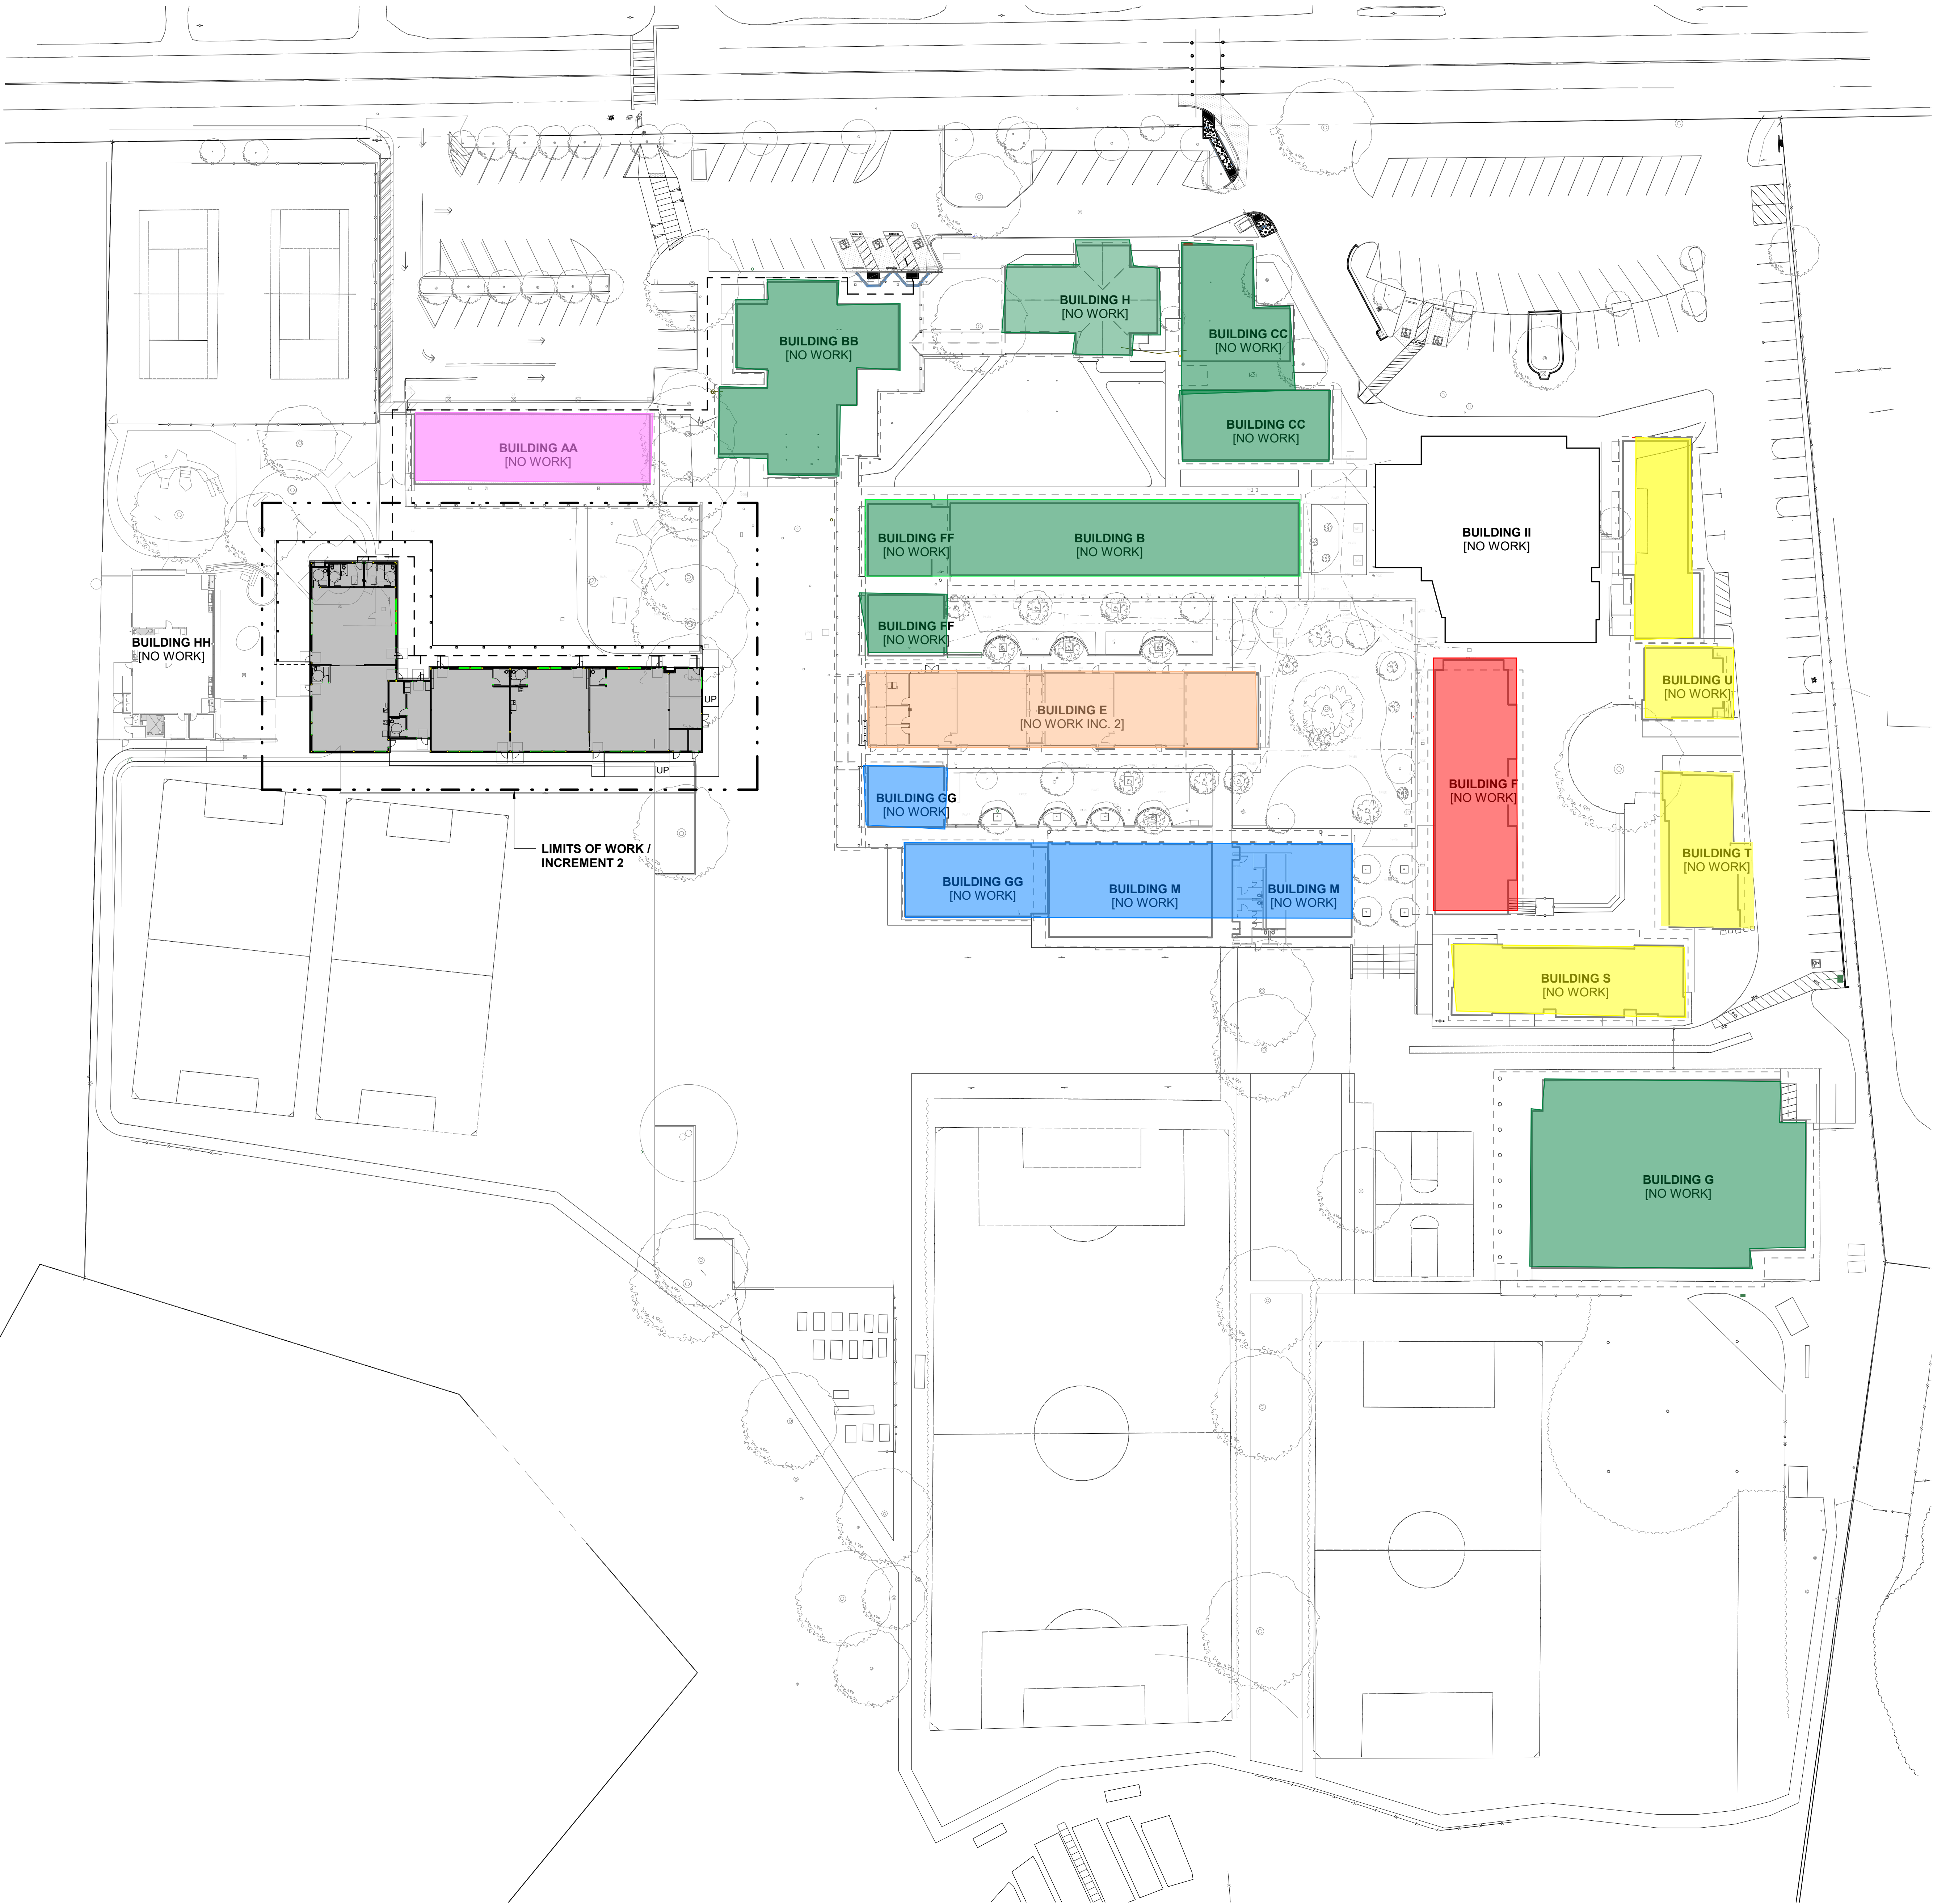 BUILDING H
[NO WORK]
BUILDING BB
[NO WORK]
BUILDING CC
[NO WORK]
BUILDING CC
[NO WORK]
BUILDING AA
[NO WORK]
BUILDING FF
[NO WORK]
BUILDING B
[NO WORK]
BUILDING II
[NO WORK]
BUILDING HH
[NO WORK]
BUILDING FF
[NO WORK]
BUILDING U
[NO WORK]
UP
BUILDING E
[NO WORK INC. 2]
UP
BUILDING GG
[NO WORK]
BUILDING F
[NO WORK]
LIMITS OF WORK /
INCREMENT 2
BUILDING T
[NO WORK]
BUILDING GG
[NO WORK]
BUILDING M
[NO WORK]
BUILDING M
[NO WORK]
BUILDING S
[NO WORK]
BUILDING G
[NO WORK]